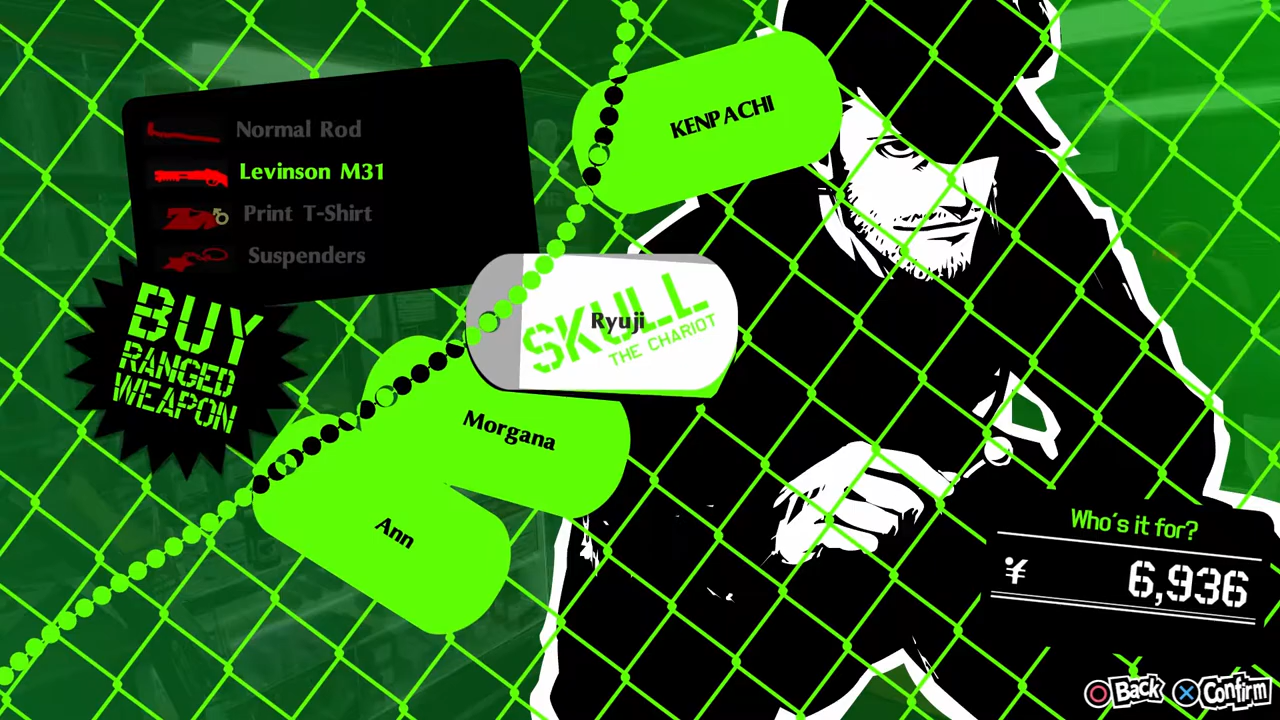 Normal Rod
Levinson M31
Print T-Shirt
Suspenders
BUY
RANGED
WEAPON
KENPACHI
SKULL
THE CHARIOT
Ryuji
Morgana
Ann
Who's it for?
¥ 6,936
Back
Confirm